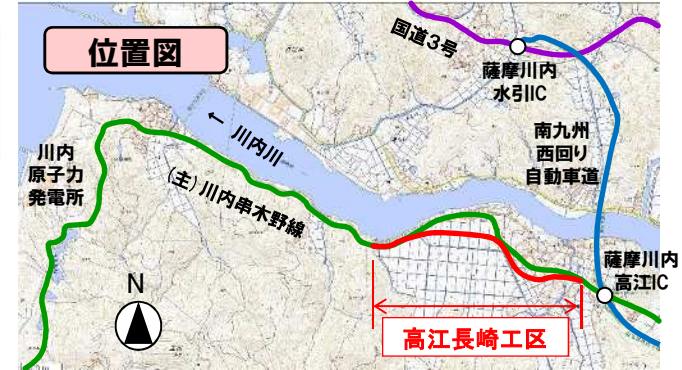 位置図
国道3号
薩摩川内
水引IC
← 川内川
南九州
西回り
自動車道
川内
原子力
発電所
(主)川内串木野線
薩摩川内
高江IC
N
高江長崎工区